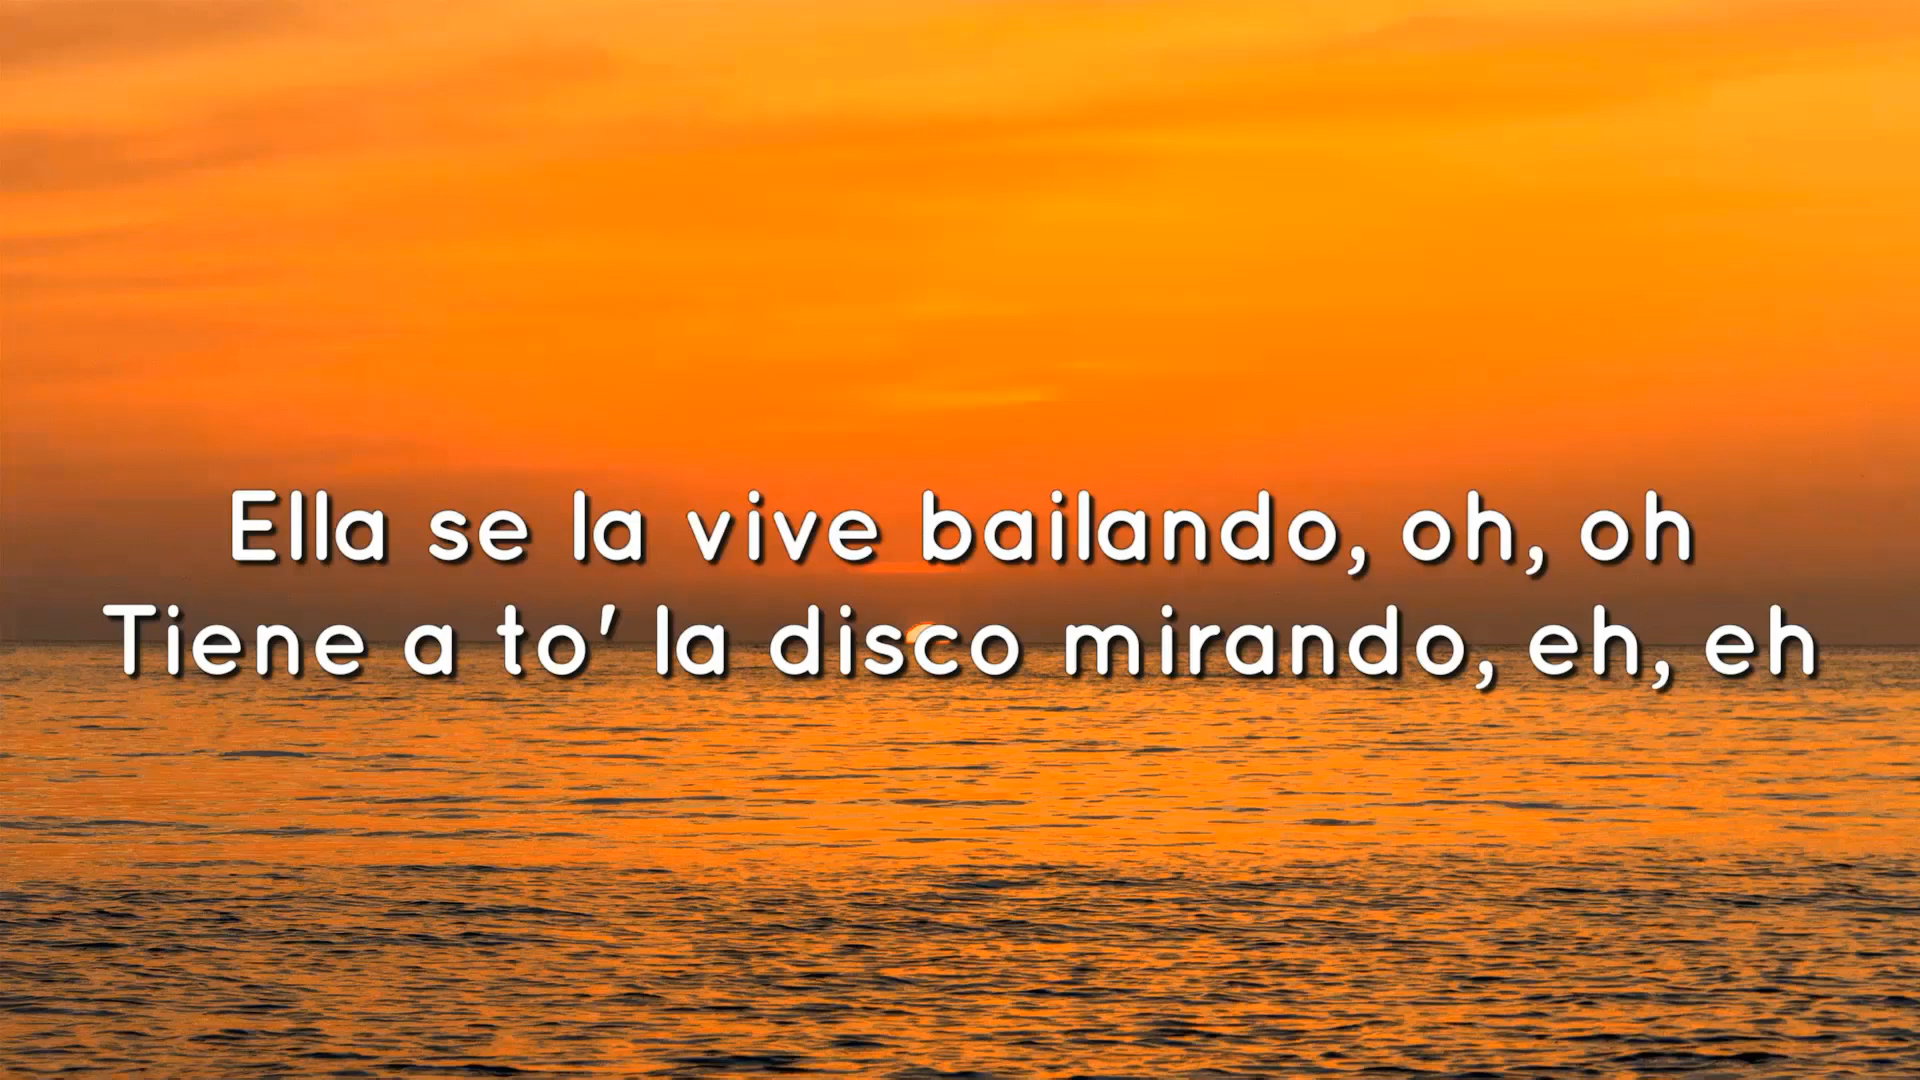 Ella se la vive bailando, oh, oh
Tiene a to' la disco mirando, eh, eh